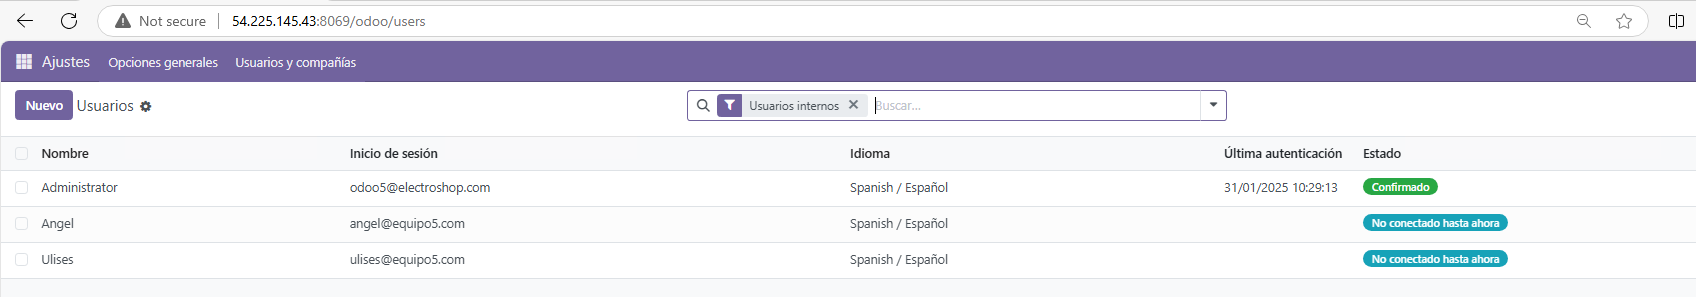 Not secure 54.225.145.43:8069/odoo/users
Ajustes Opciones generales Usuarios y compañías
Nuevo Usuarios Usuarios internos Buscar...
Nombre Inicio de sesión Idioma Última autenticación Estado
Administrator odoo5@electroshop.com Spanish / Español 31/01/2025 10:29:13 Confirmado
Angel angel@equipo5.com Spanish / Español No conectado hasta ahora
Ulises ulises@equipo5.com Spanish / Español No conectado hasta ahora